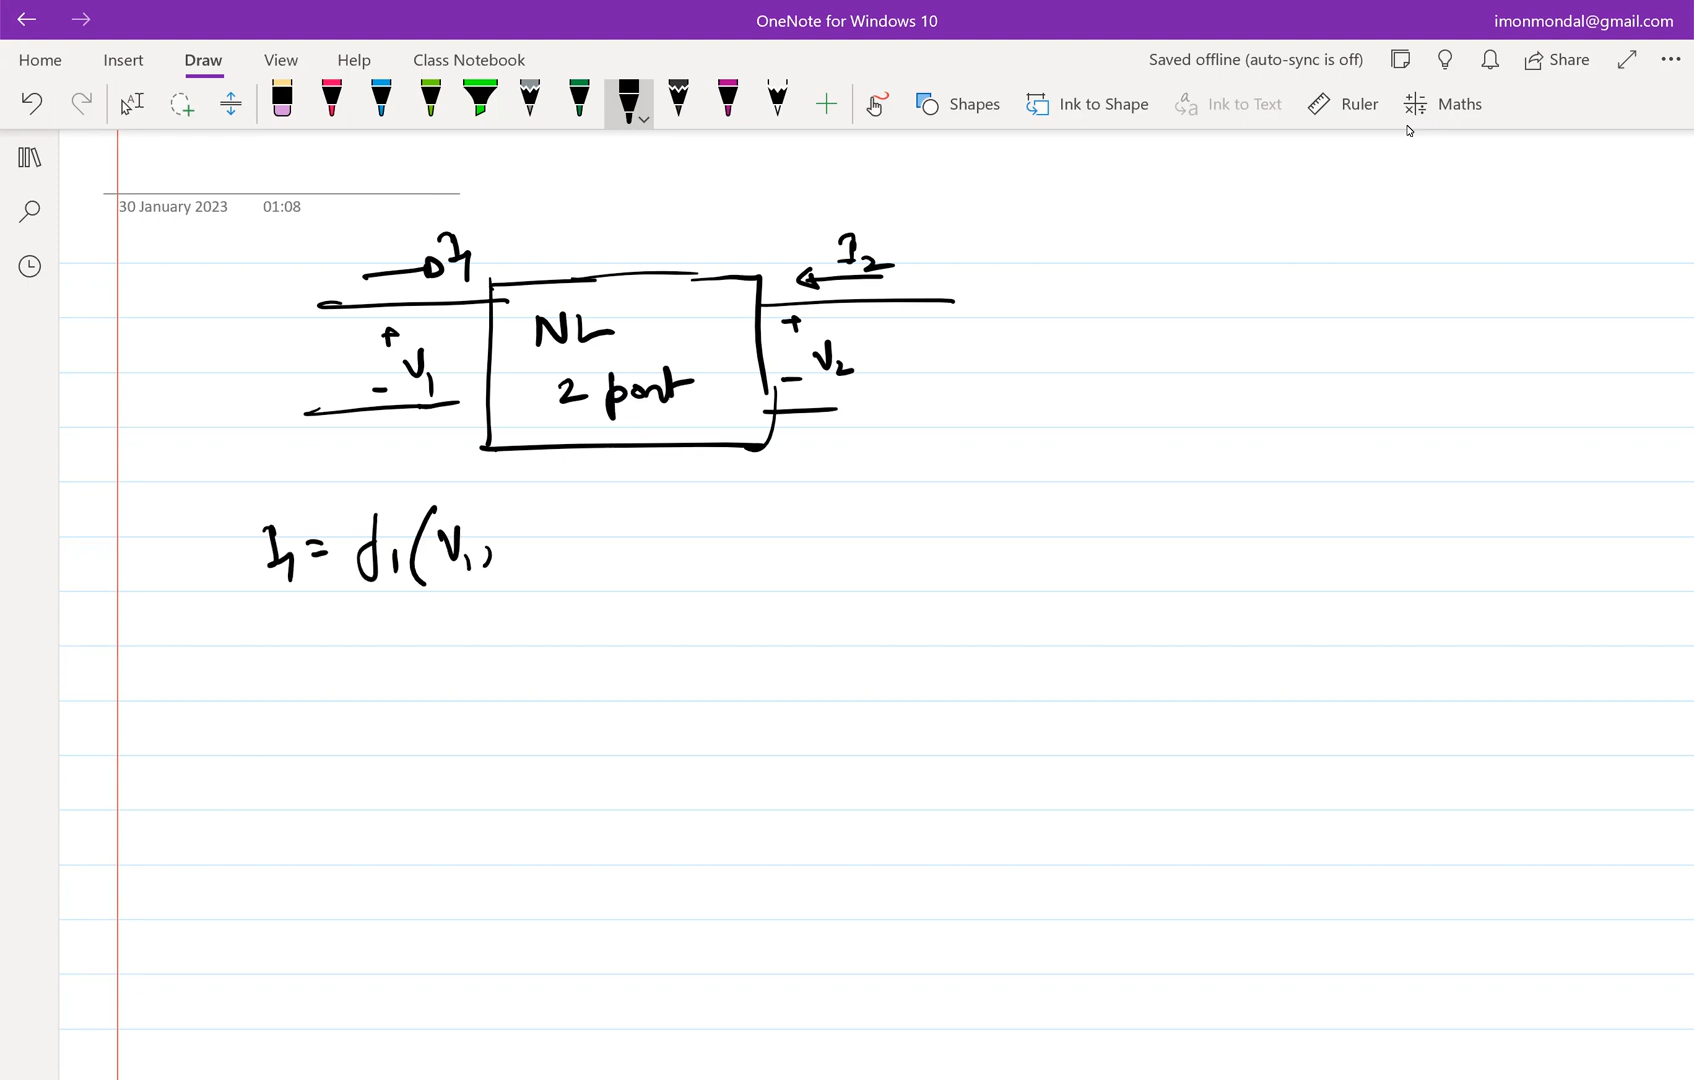 OneNote for Windows 10
imonmondal@gmail.com
Home Insert Draw View Help Class Notebook
Saved offline (auto-sync is off)
Share
Shapes
Ink to Shape
Ink to Text
Ruler
Maths
30 January 2023 01:08
I1
I2
NL
2 port
+
V1
-
+
V2
-
I1 = f1(V1,